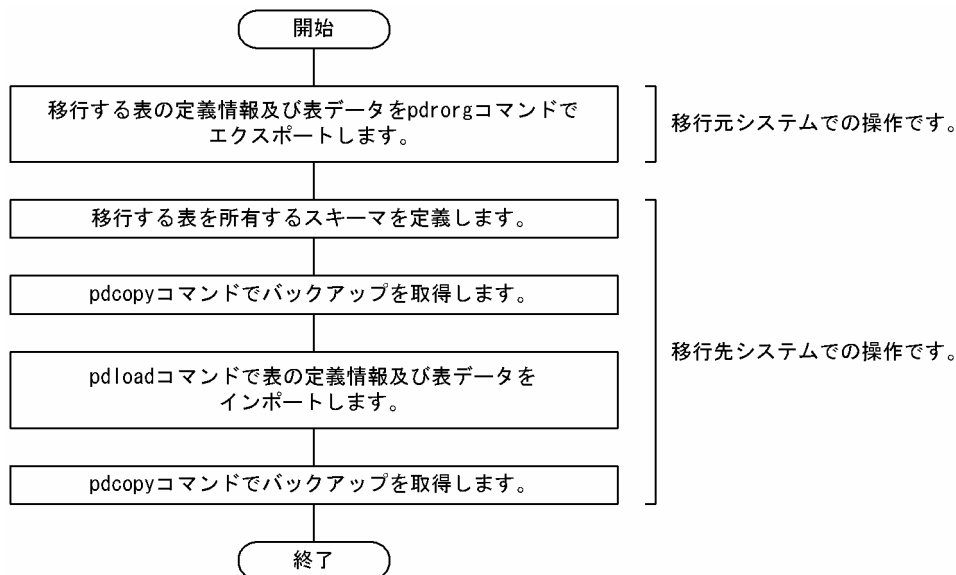 開始
移行する表の定義情報及び表データをpdrorgコマンドで
エクスポートします。
移行元システムでの操作です。
移行する表を所有するスキーマを定義します。
pdcopyコマンドでバックアップを取得します。
移行先システムでの操作です。
pdloadコマンドで表の定義情報及び表データを
インポートします。
pdcopyコマンドでバックアップを取得します。
終了